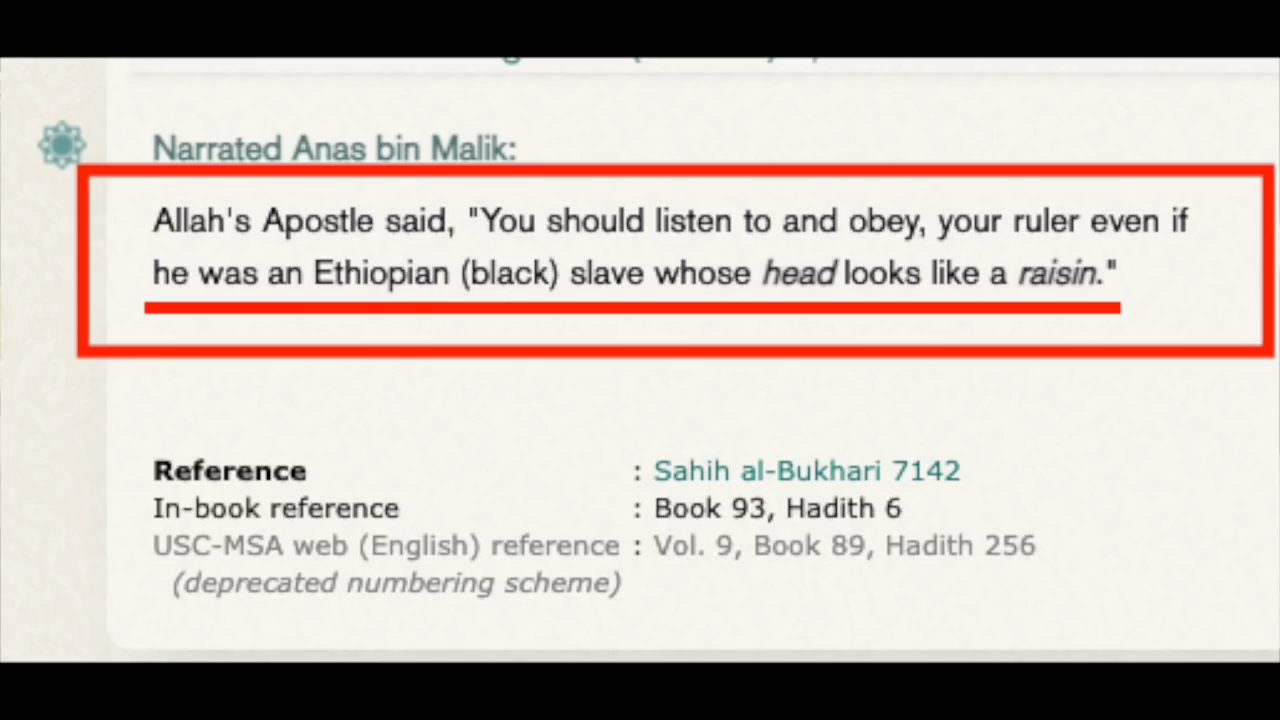 Narrated Anas bin Malik:
Allah's Apostle said, "You should listen to and obey, your ruler even if
he was an Ethiopian (black) slave whose head looks like a raisin."
Reference : Sahih al-Bukhari 7142
In-book reference : Book 93, Hadith 6
USC-MSA web (English) reference : Vol. 9, Book 89, Hadith 256
(deprecated numbering scheme)